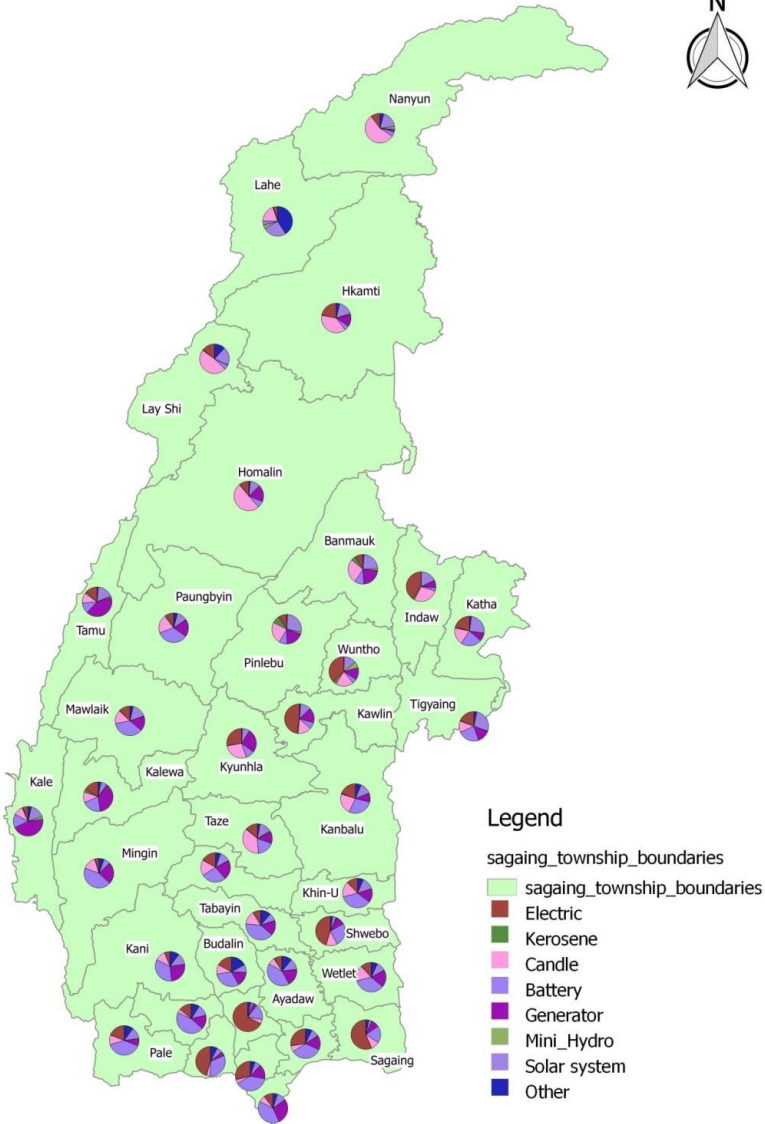 N
Nanyun
Lahe
Hkamti
Lay Shi
Homalin
Banmauk
Paungbyin
Indaw
Katha
Tamu
Pinlebu
Wuntho
Mawlaik
Kawlin
Tigyaing
Kyunhla
Kale
Kalewa
Taze
Kanbalu
Mingin
Khin-U
Tabayin
Shwebo
Kani
Budalin
Wetlet
Ayadaw
Pale
Sagaing
Legend
sagaing_township_boundaries
sagaing_township_boundaries
Electric
Kerosene
Candle
Battery
Generator
Mini_Hydro
Solar system
Other